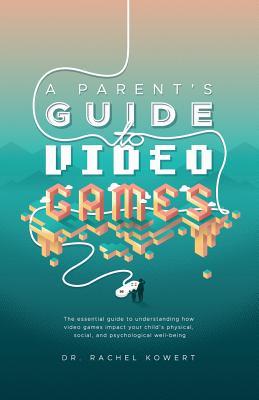 A PARENT'S
GUIDE
to
VIDEO
GAMES
The essential guide to understanding how
video games impact your child's physical,
social, and psychological well-being
DR. RACHEL KOWERT